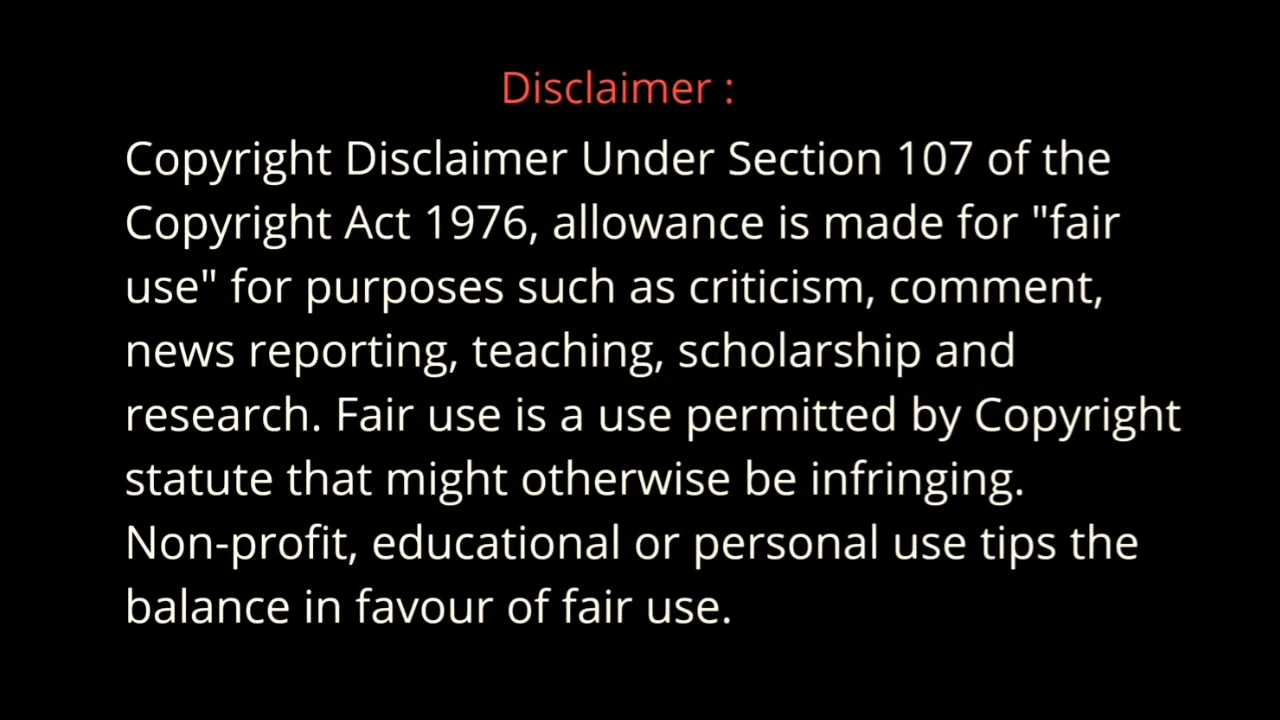 Disclaimer :
Copyright Disclaimer Under Section 107 of the
Copyright Act 1976, allowance is made for "fair
use" for purposes such as criticism, comment,
news reporting, teaching, scholarship and
research. Fair use is a use permitted by Copyright
statute that might otherwise be infringing.
Non-profit, educational or personal use tips the
balance in favour of fair use.